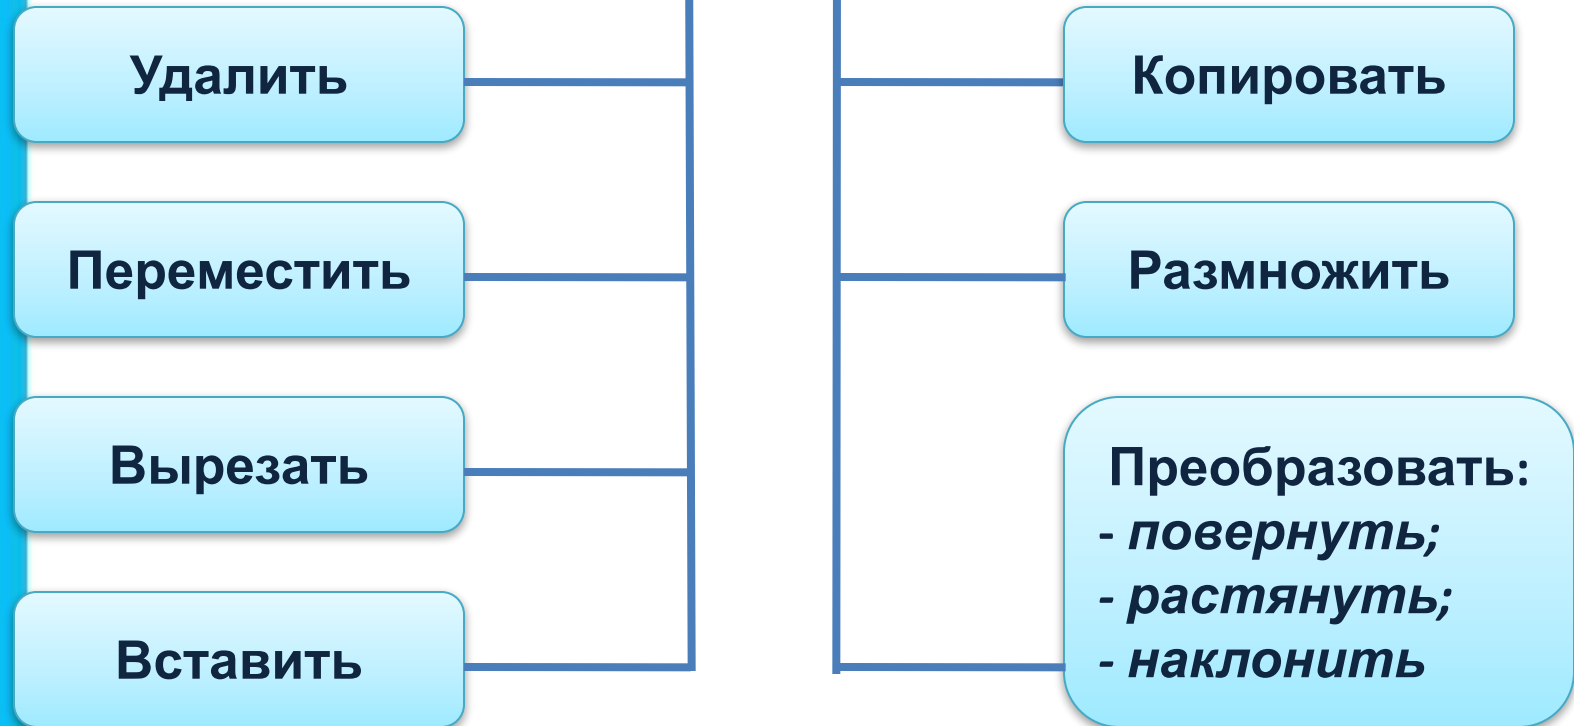 Удалить
Переместить
Вырезать
Вставить
Копировать
Размножить
Преобразовать:
- повернуть;
- растянуть;
- наклонить